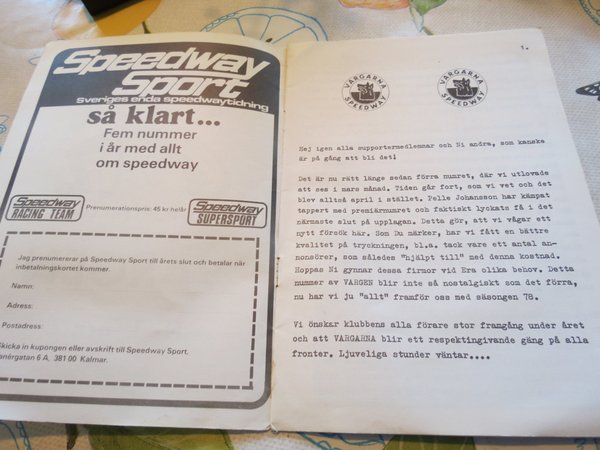 Speedway
Sport
Sveriges enda speedwaytidning
så klart...
Fem nummer
i år med allt
om speedway
Speedway
RACING TEAM
Prenumerationspris: 45 kr helår
Speedway
SUPERSPORT
Jag prenumererar på Speedway Sport till årets slut och betalar när
inbetalningskortet kommer.
Namn:
Adress:
Postadress:
Skicka in kupongen eller avskrift till Speedway Sport.
381 00 Kalmar.
1.
VARGARNA
SPEEDWAY
VARGARNA
SPEEDWAY
Hej igen alla supportermedlemmar och Ni andra, som kanske
är på gång att bli det!
Det är nu rätt länge sedan förra numret, där vi utlovade
att ses i mars månad. Tiden går fort, som vi vet och det
blev alltså april i stället. Pelle Johansson har kämpat
tappert med premiärnumret och faktiskt lyckats få i det
närmaste slut på upplagan. Detta gör, att vi vågar ett
nytt försök här. Som Du märker, har vi fått en bättre
kvalitet på tryckningen, bl.a. tack vare ett antal an-
nonsörer, som således "hjälpt till" med denna kostnad.
Hoppas Ni gynnar dessa firmor vid Era olika behov. Detta
nummer av VARGEN blir inte så nostalgiskt som det förra,
nu har vi ju "allt" framför oss med säsongen 78.
Vi önskar klubbens alla förare stor framgång under året
och att VARGARNA blir ett respektingivande gäng på alla
fronter. Ljuveliga stunder väntar....